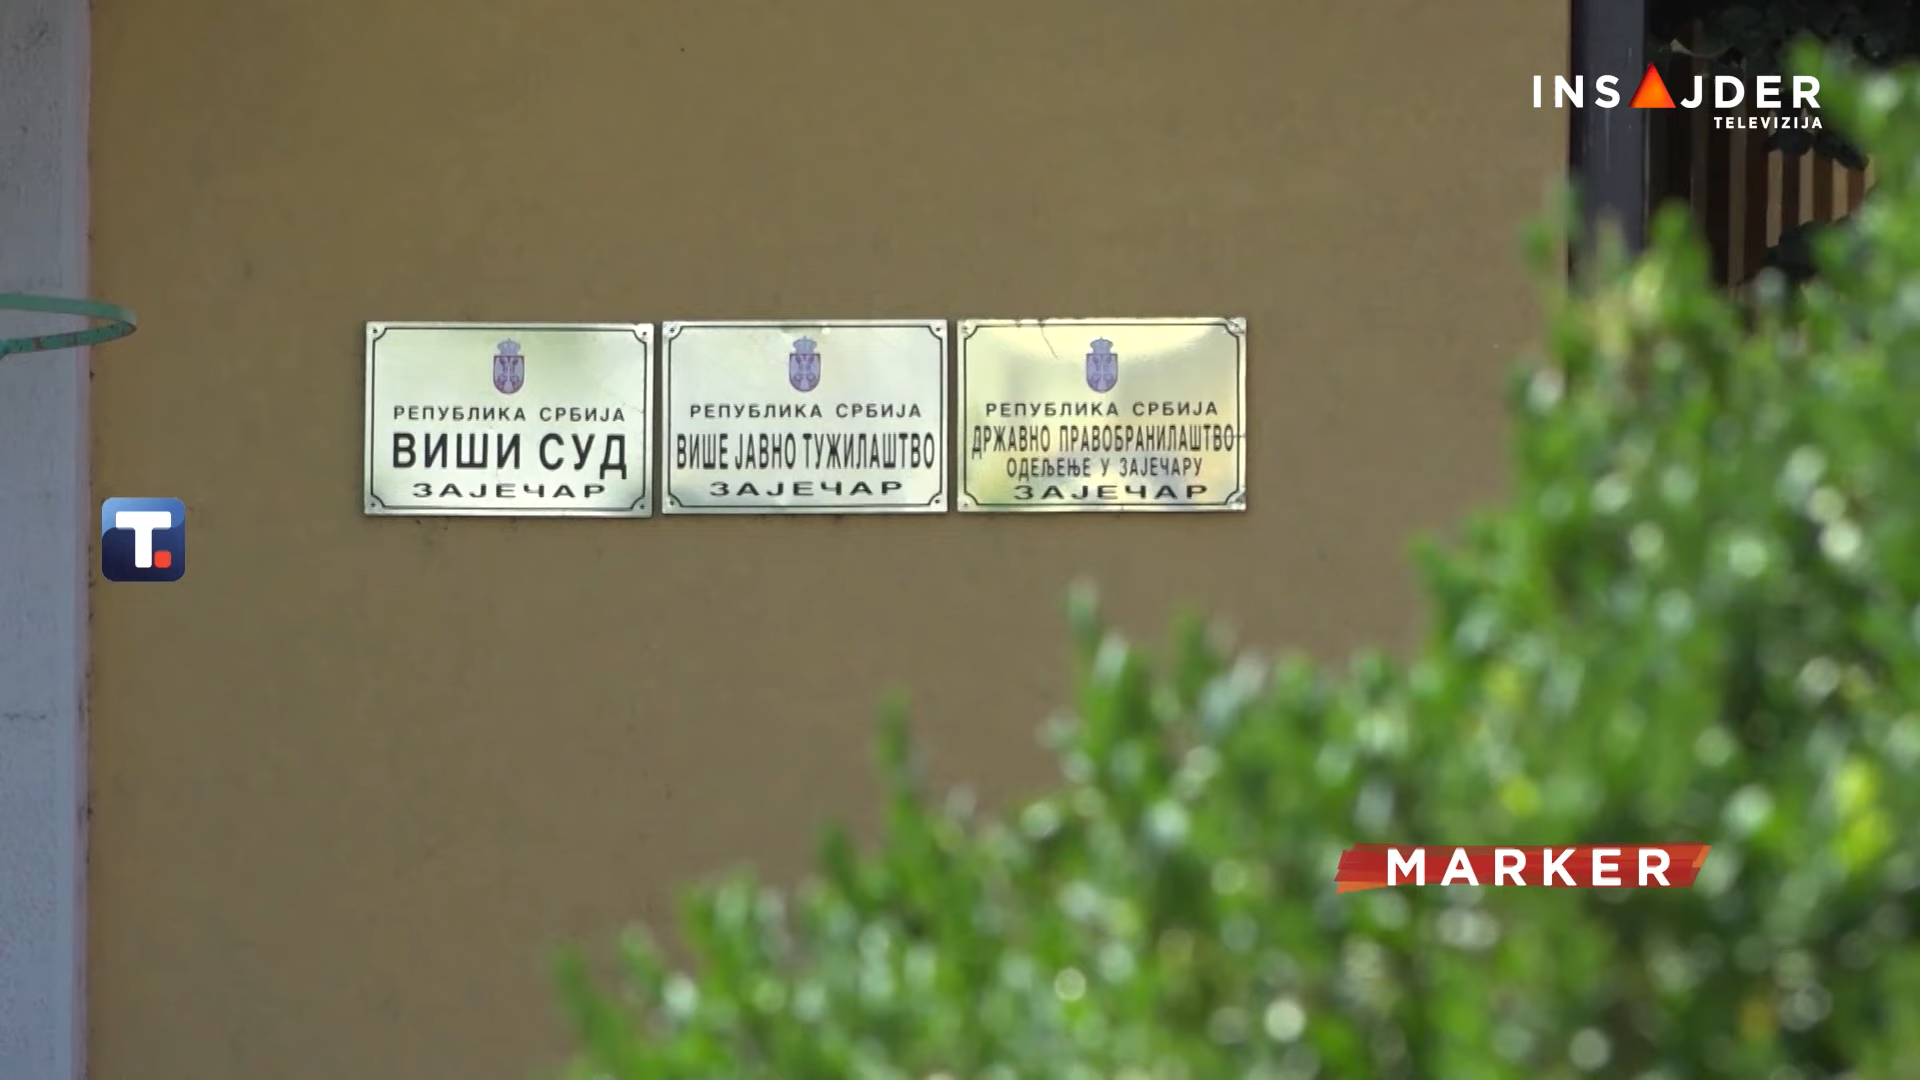 INSAJDER
TELEVIZIJA
РЕПУБЛИКА СРБИЈА
ВИШИ СУД
ЗАЈЕЧАР
РЕПУБЛИКА СРБИЈА
ВИШЕ ЈАВНО ТУЖИЛАШТВО
ЗАЈЕЧАР
РЕПУБЛИКА СРБИЈА
ДРЖАВНО ПРАВОБРАНИЛАШТВО
ОДЕЉЕЊЕ У ЗАЈЕЧАРУ
ЗАЈЕЧАР
T.
MARKER